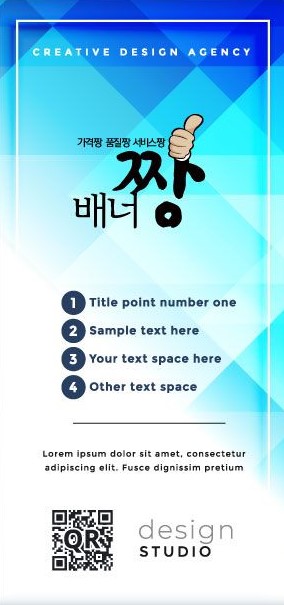 CREATIVE DESIGN AGENCY
가격짱 품질짱 서비스짱
배너 짱
1 Title point number one
2 Sample text here
3 Your text space here
4 Other text space
Lorem ipsum dolor sit amet, consectetur
adipiscing elit. Fusce dignissim pretium
QR
design
STUDIO